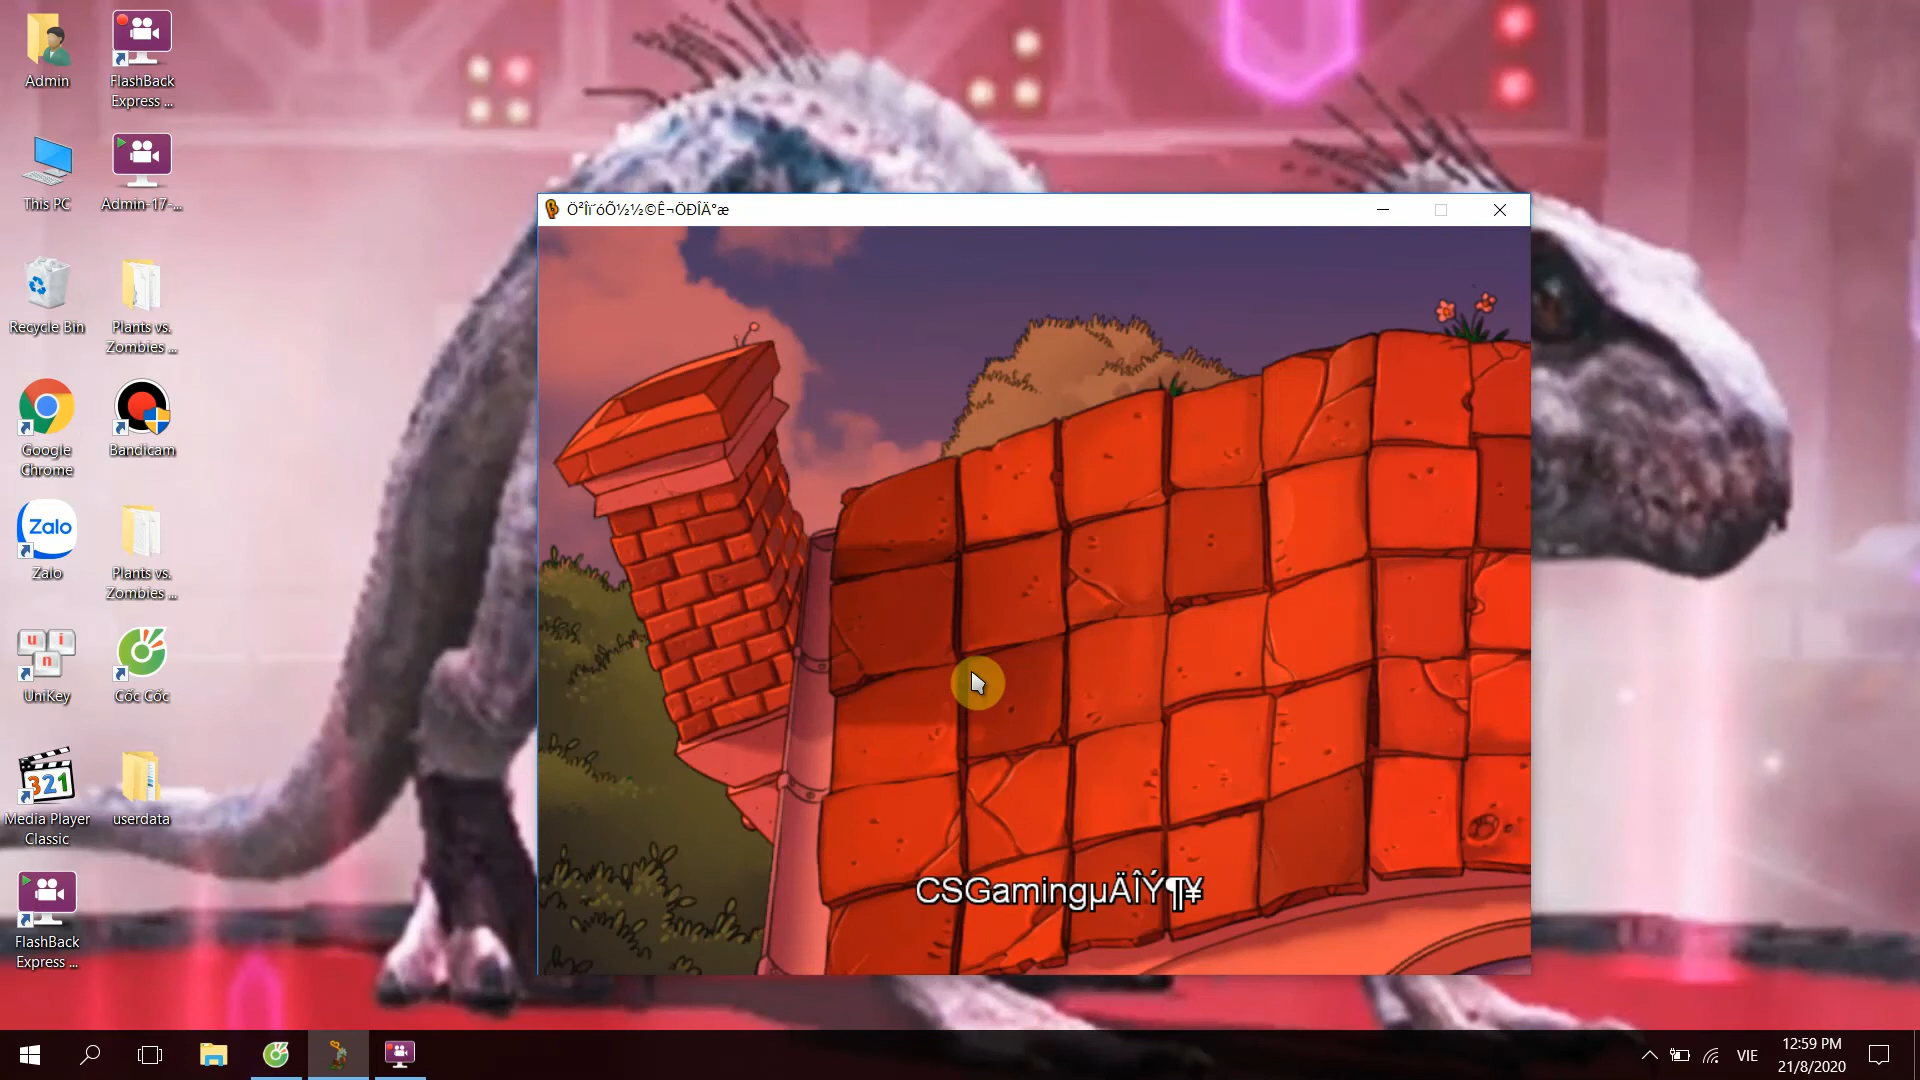 Admin
FlashBack
Express ...
This PC
Admin-17-...
Recycle Bin
Plants vs.
Zombies ...
Google
Chrome
Bandicam
Zalo
Zalo
Plants vs.
Zombies ...
u i
n
UniKey
Cốc Cốc
321
Media Player
Classic
userdata
FlashBack
Express ...
Ö²Îï´óÕ½½©Ê¬ÖÐÎÄ°æ
CSGamingµÄÎÝ¶¥
VIE
12:59 PM
21/8/2020